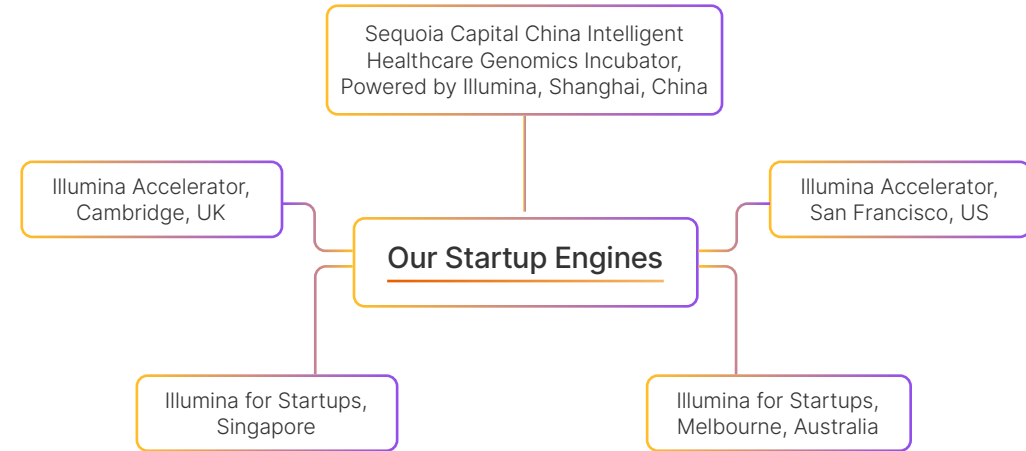 Sequoia Capital China Intelligent
Healthcare Genomics Incubator,
Powered by Illumina, Shanghai, China
Illumina Accelerator,
Cambridge, UK
Illumina Accelerator,
San Francisco, US
Our Startup Engines
Illumina for Startups,
Singapore
Illumina for Startups,
Melbourne, Australia